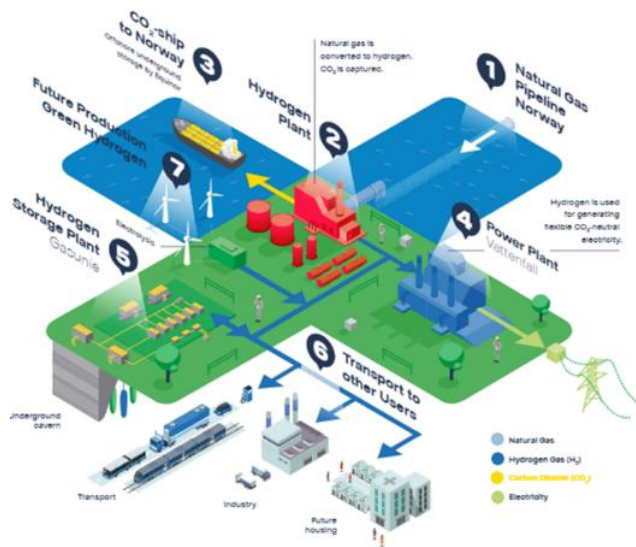 CO₂-ship
to Norway
Offshore underground
storage by Equinor
3
Natural gas is
converted to hydrogen.
CO₂ is captured.
1
Natural Gas
Pipeline
Norway
Hydrogen
Plant
2
Future Production
Green Hydrogen
7
Electrolysis
Hydrogen is used
for generating
flexible CO₂-neutral
electricity.
4
Power Plant
Vattenfall
Hydrogen
Storage Plant
Gasunie
5
6
Transport to
other Users
Underground
cavern
Transport
Industry
Future
housing
Natural Gas
Hydrogen Gas (H₂)
Carbon Dioxide (CO₂)
Electricity